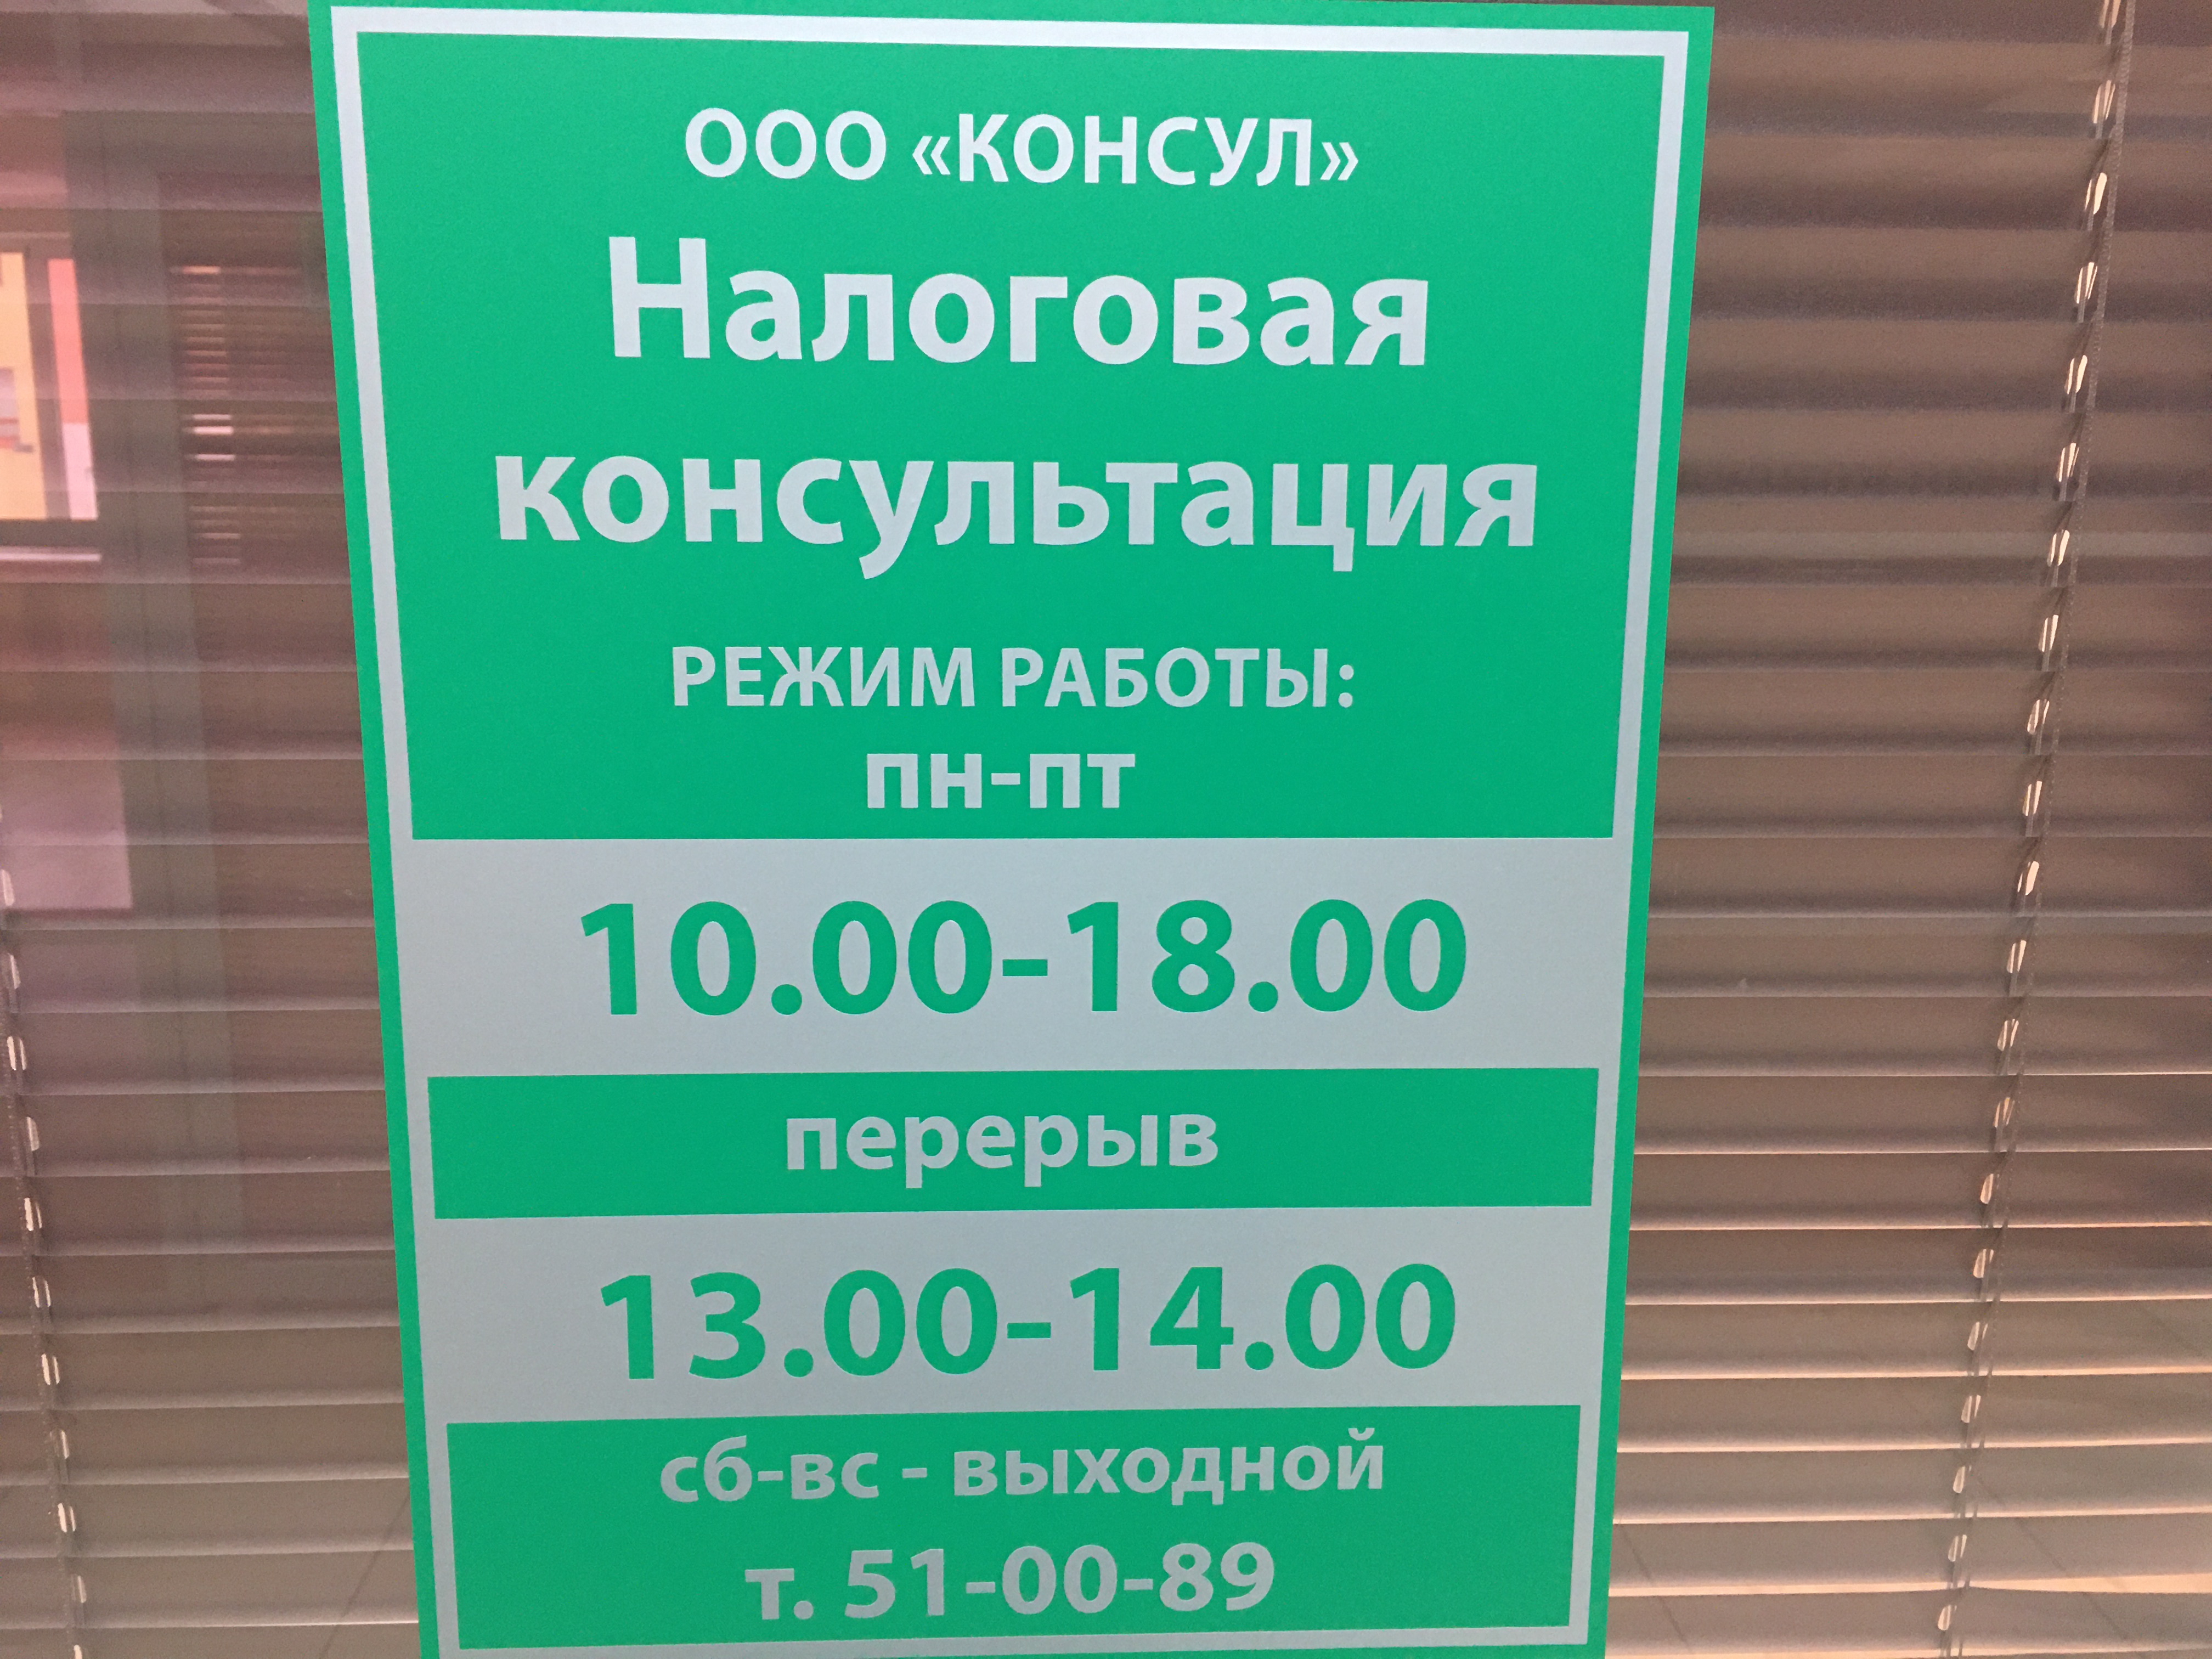 ООО «КОНСУЛ»
Налоговая
консультация
РЕЖИМ РАБОТЫ:
пн-пт
10.00-18.00
перерыв
13.00-14.00
сб-вс - выходной
т. 51-00-89